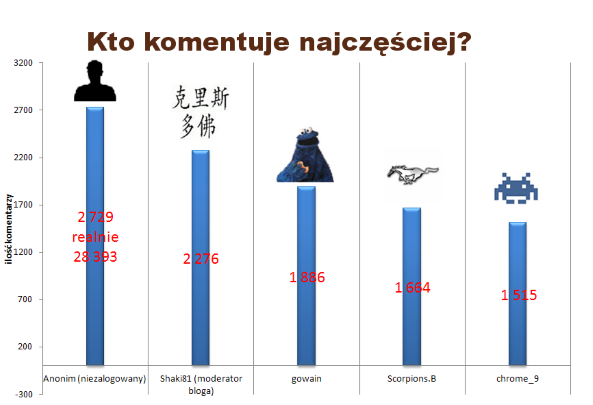 Kto komentuje najczęściej?
ilość komentarzy
3200
2700
2200
1700
1200
700
200
-300
克里斯
多佛
2 729
realnie
28 393
2 276
1 886
1 664
1 515
Anonim (niezalogowany)
Shaki81 (moderator
bloga)
gowain
Scorpions.B
chrome_9